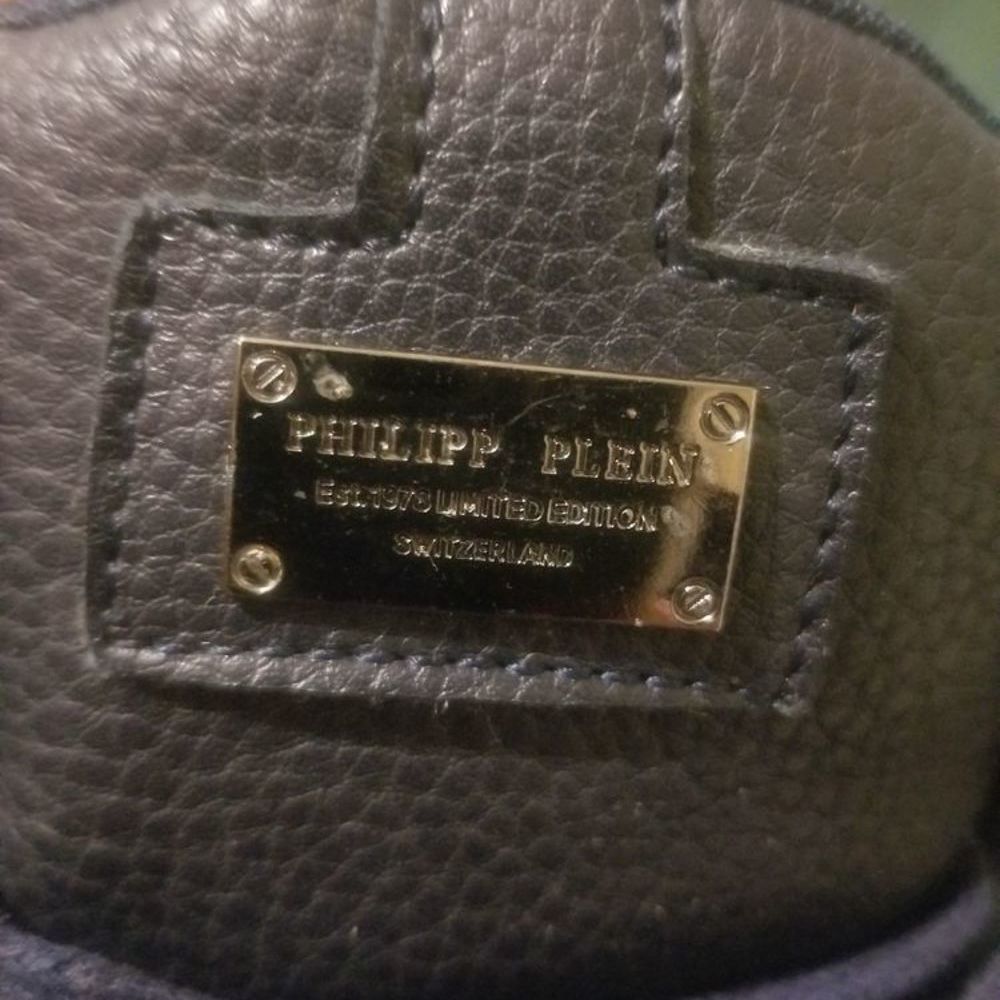 PHILIPP PLEIN
Est.1978 LIMITED EDITION
SWITZERLAND